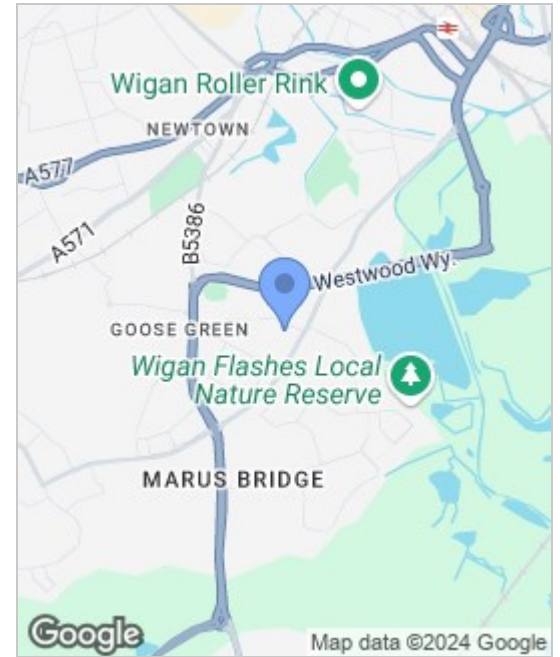 Wigan Roller Rink
NEWTOWN
A577
A571
B5386
Westwood Wy.
GOOSE GREEN
Wigan Flashes Local
Nature Reserve
MARUS BRIDGE
Google
Map data ©2024 Google